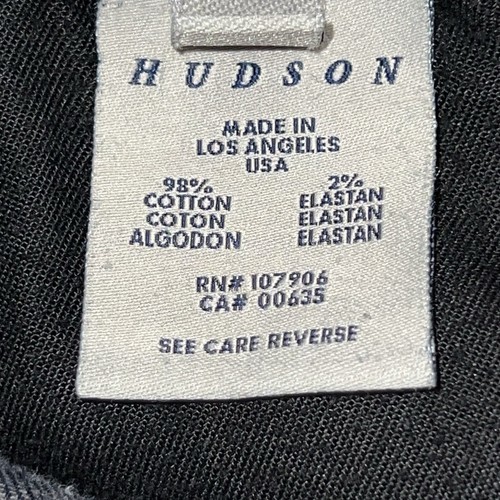 HUDSON
MADE IN
LOS ANGELES
USA
98% 2%
COTTON ELASTAN
COTON ELASTAN
ALGODON ELASTAN
RN# 107906
CA# 00635
SEE CARE REVERSE